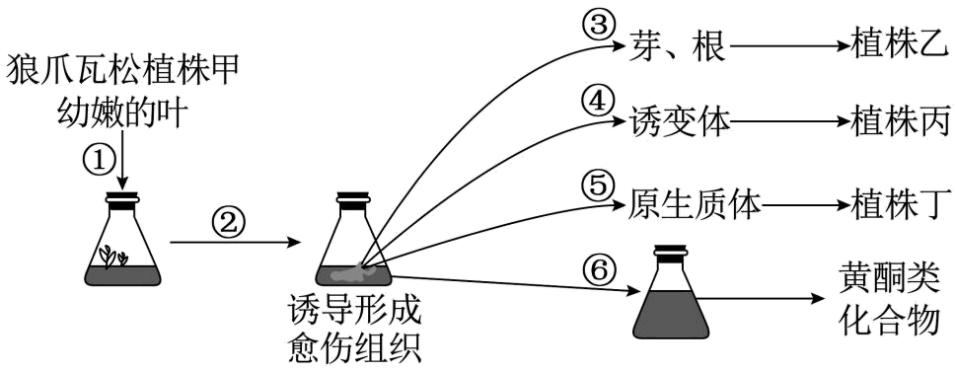 狼爪瓦松植株甲
幼嫩的叶
①
②
诱导形成
愈伤组织
③
芽、根
植株乙
④
诱变体
植株丙
⑤
原生质体
植株丁
⑥
黄酮类
化合物